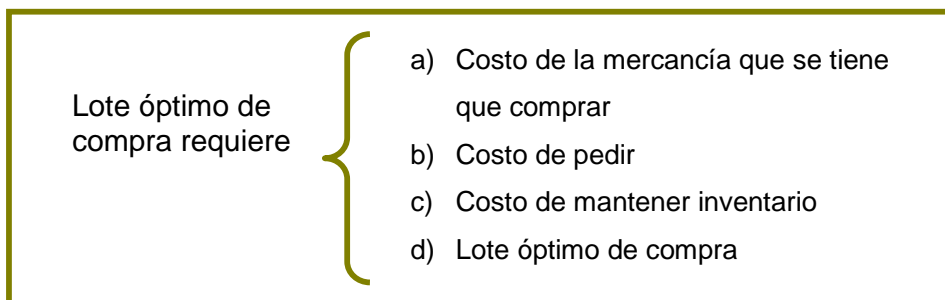 Lote óptimo de
compra requiere
a) Costo de la mercancía que se tiene
que comprar
b) Costo de pedir
c) Costo de mantener inventario
d) Lote óptimo de compra